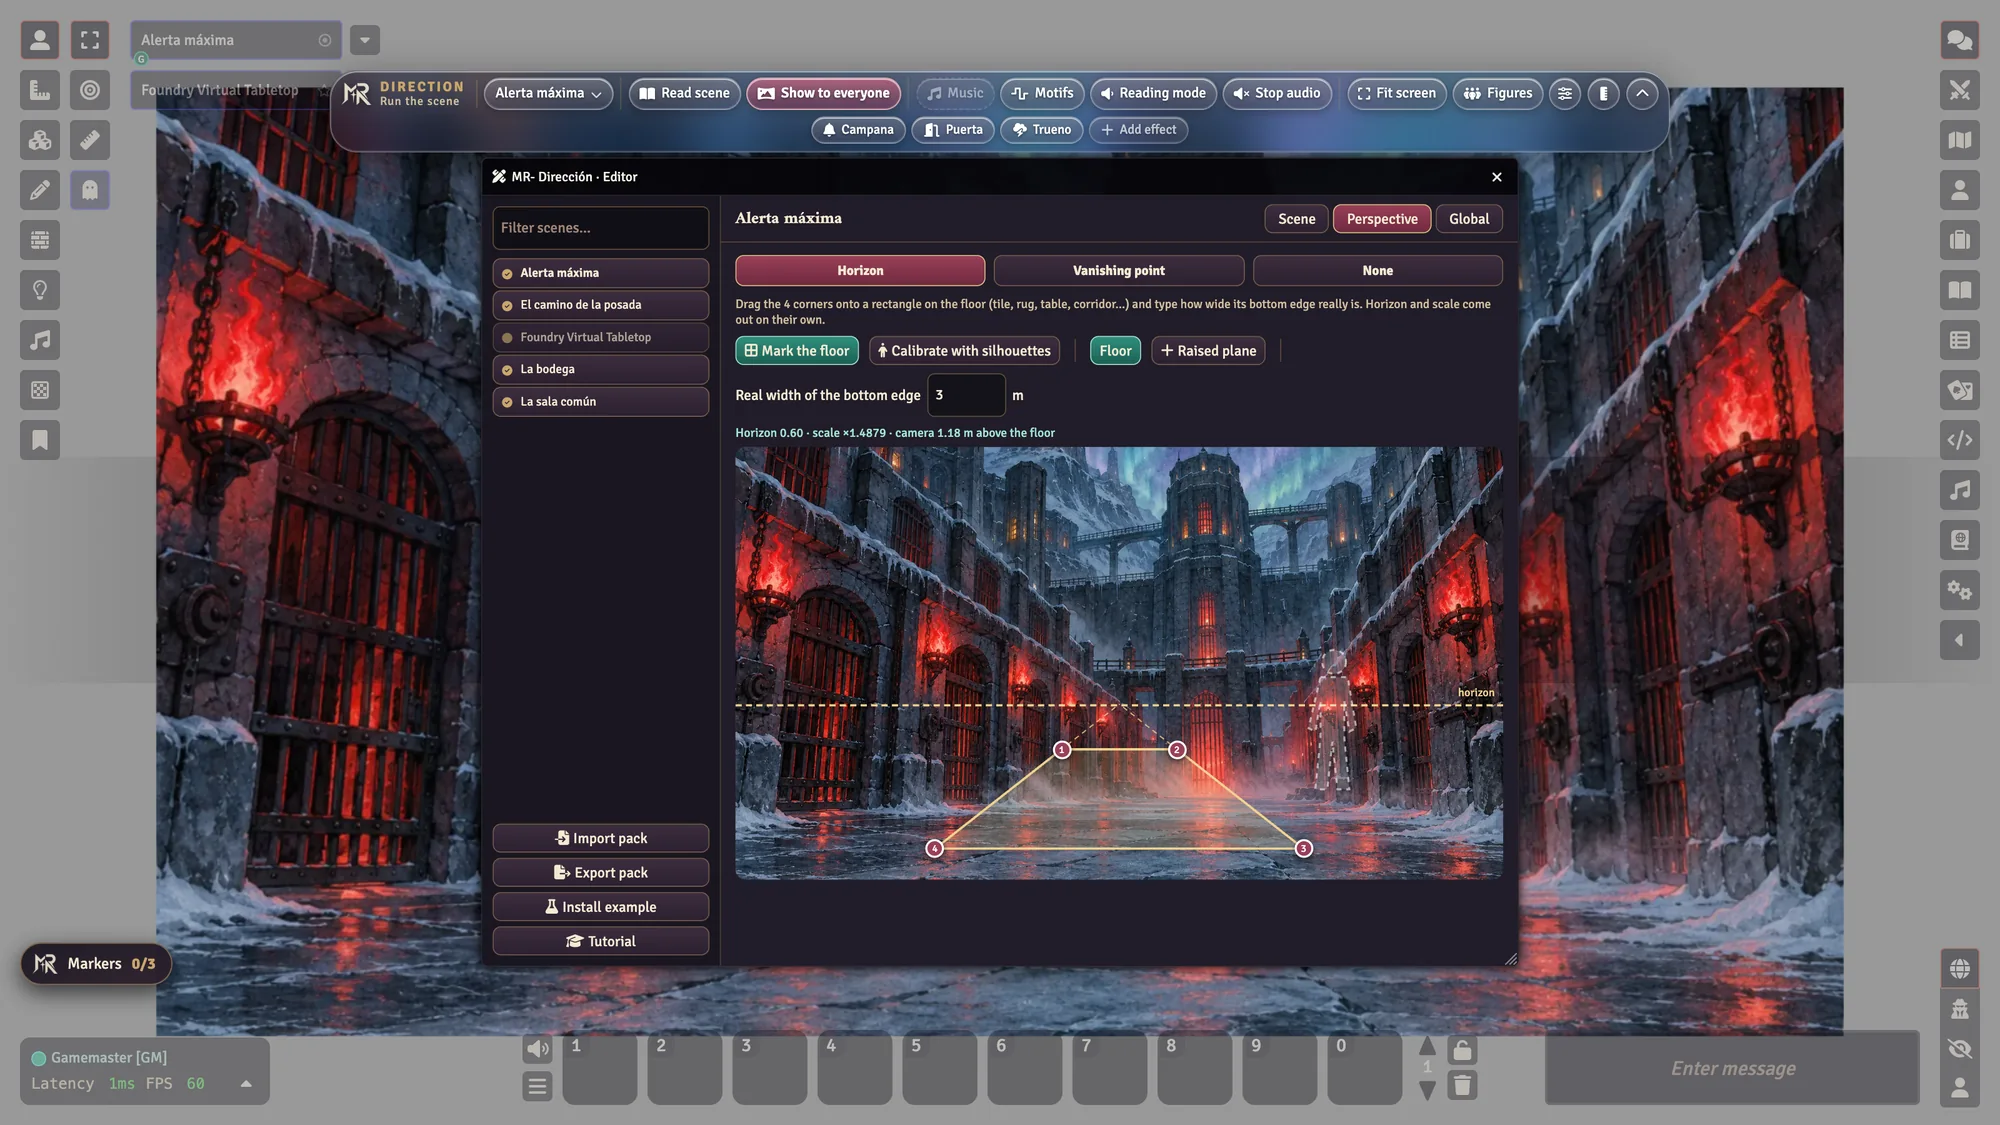 Alerta máxima
G
Foundry Virtual Tabletop
MR DIRECTION
Run the scene
Alerta máxima
Read scene
Show to everyone
Music
Motifs
Reading mode
Stop audio
Fit screen
Figures
Campana
Puerta
Trueno
+ Add effect
MR- Dirección · Editor
Filter scenes...
Alerta máxima
El camino de la posada
Foundry Virtual Tabletop
La bodega
La sala común
Import pack
Export pack
Install example
Tutorial
Alerta máxima
Scene
Perspective
Global
Horizon
Vanishing point
None
Drag the 4 corners onto a rectangle on the floor (tile, rug, table, corridor...) and type how wide its bottom edge really is. Horizon and scale come
out on their own.
Mark the floor
Calibrate with silhouettes
Floor
+ Raised plane
Real width of the bottom edge 3 m
Horizon 0.60 · scale ×1.4879 · camera 1.18 m above the floor
horizon
1
2
4
3
MR Markers 0/3
Gamemaster [GM]
Latency 1ms FPS 60
1 2 3 4 5 6 7 8 9 0
1
Enter message